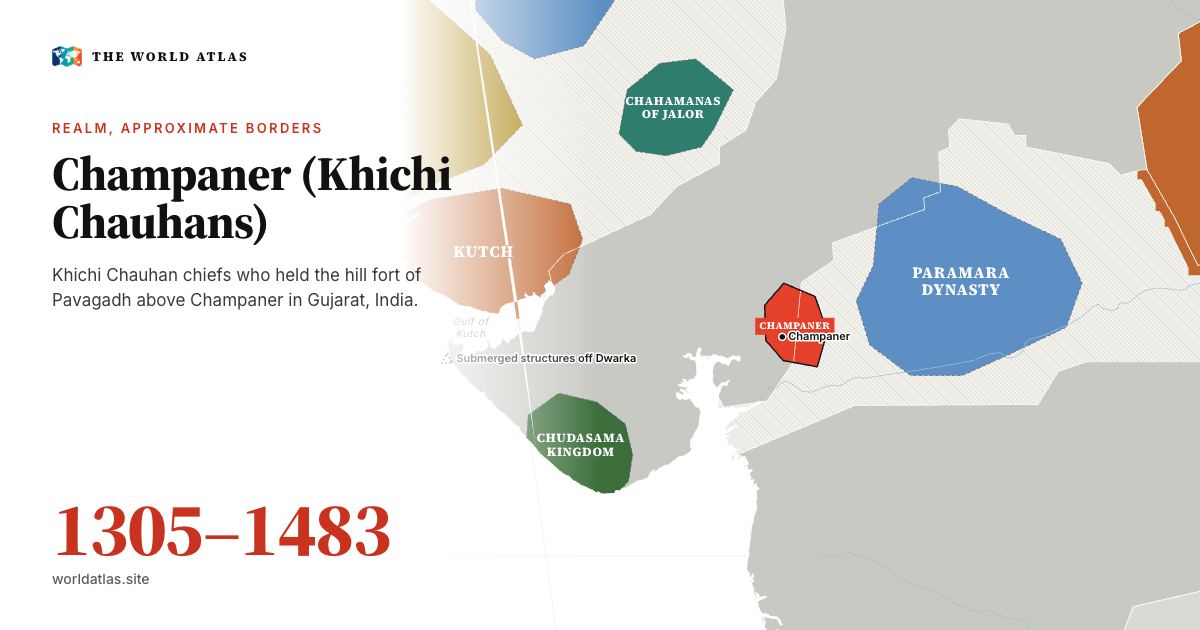 THE WORLD ATLAS
REALM, APPROXIMATE BORDERS
Champaner (Khichi
Chauhans)
Khichi Chauhan chiefs who held the hill fort of
Pavagadh above Champaner in Gujarat, India.
1305–1483
worldatlas.site
CHAHAMANAS
OF JALOR
KUTCH
Gulf of
Kutch
Submerged structures off Dwarka
CHUDASAMA
KINGDOM
CHAMPANER
Champaner
PARAMARA
DYNASTY